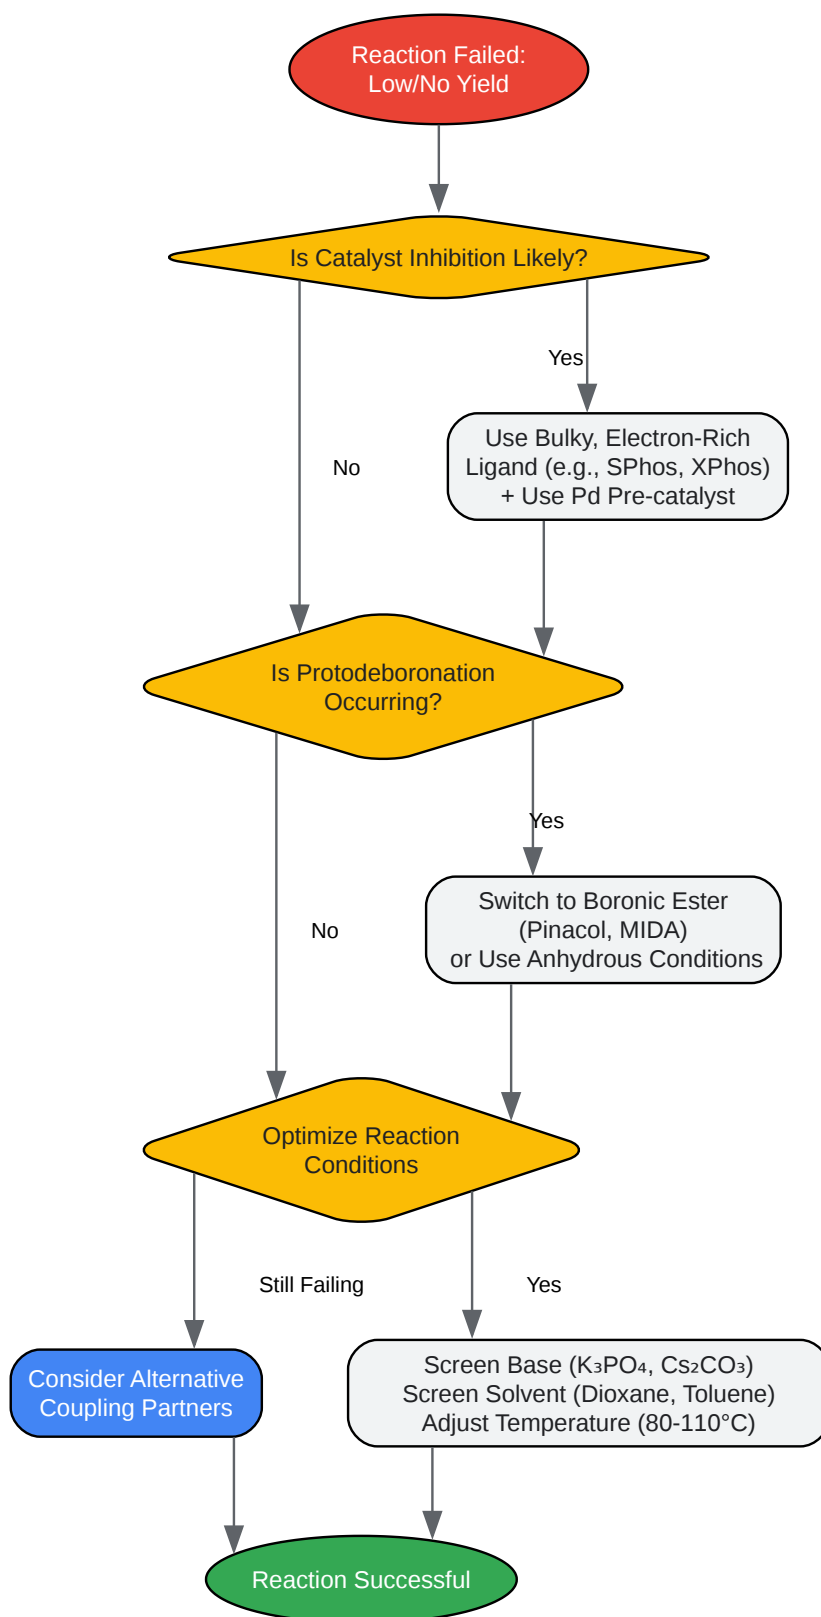 Reaction Failed:
Low/No Yield
Is Catalyst Inhibition Likely?
Yes
Use Bulky, Electron-Rich
Ligand (e.g., SPhos, XPhos)
+ Use Pd Pre-catalyst
No
Is Protodeboronation
Occurring?
Yes
Switch to Boronic Ester
(Pinacol, MIDA)
or Use Anhydrous Conditions
No
Optimize Reaction
Conditions
Still Failing
Yes
Consider Alternative
Coupling Partners
Screen Base (K₃PO₄, Cs₂CO₃)
Screen Solvent (Dioxane, Toluene)
Adjust Temperature (80-110°C)
Reaction Successful